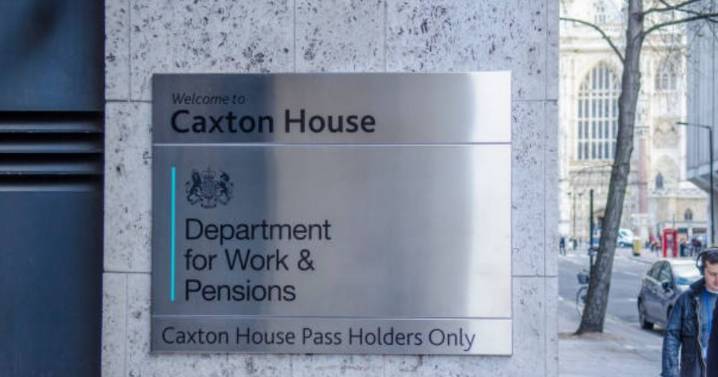 Welcome to
Caxton House
Department
for Work &
Pensions
Caxton House Pass Holders Only